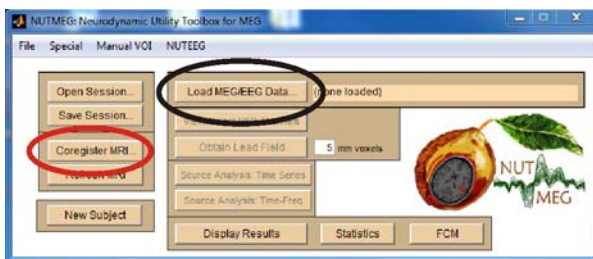 NUTMEG: Neurodynamic Utility Toolbox for MEG
File Special Manual VOI NUTEEG
Open Session...
Save Session...
Coregister MRI...
New Subject
Load MEG/EEG Data...
(none loaded)
Obtain Lead Field
5 mm voxels
Source Analysis: Time Series
Source Analysis: Time-Freq
Display Results
Statistics
FCM
NUT
MEG